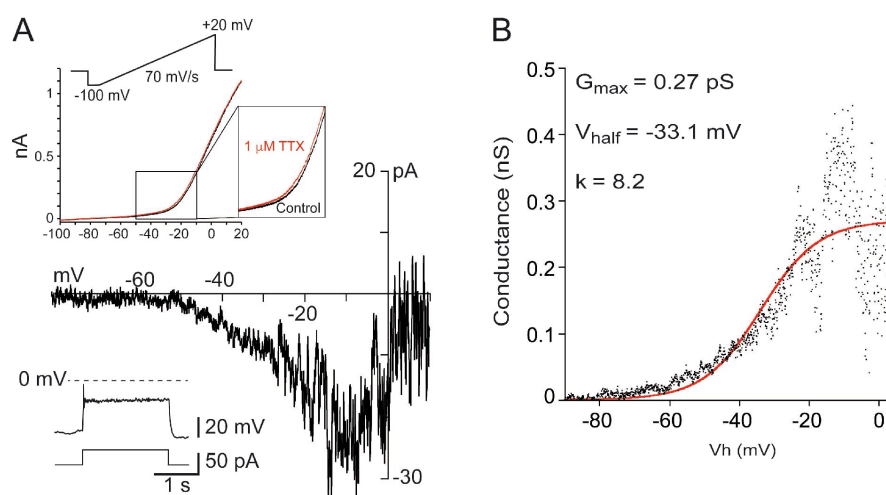 A
+20 mV
70 mV/s
-100 mV
nA
1
0.5
0
1 μM TTX
Control
-100 -80 -60 -40 -20 0 20
20 pA
mV -60 -40
-20
-30
0 mV
20 mV
50 pA
1 s
B
Gmax = 0.27 pS
Vhalf = -33.1 mV
k = 8.2
Conductance (nS)
0.5
0.4
0.3
0.2
0.1
0
-80 -60 -40 -20 0
Vh (mV)